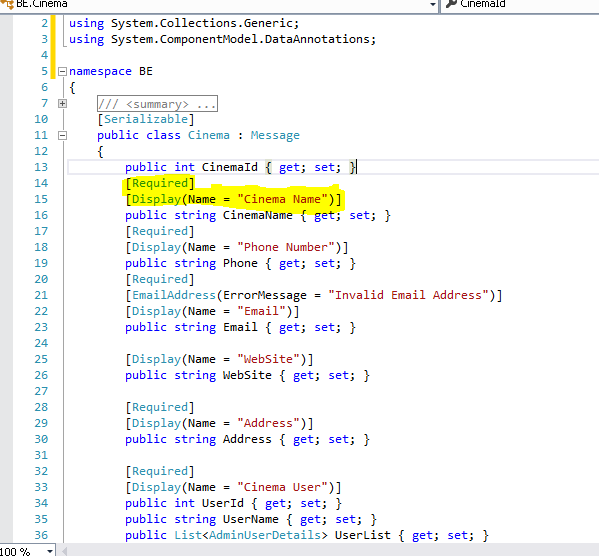 BE.Cinema CinemaId
2 using System.Collections.Generic;
3 using System.ComponentModel.DataAnnotations;
4
5 namespace BE
6 {
7 /// <summary> ...
10 [Serializable]
11 public class Cinema : Message
12 {
13 public int CinemaId { get; set; }
14 [Required]
15 [Display(Name = "Cinema Name")]
16 public string CinemaName { get; set; }
17 [Required]
18 [Display(Name = "Phone Number")]
19 public string Phone { get; set; }
20 [Required]
21 [EmailAddress(ErrorMessage = "Invalid Email Address")]
22 [Display(Name = "Email")]
23 public string Email { get; set; }
24
25 [Display(Name = "WebSite")]
26 public string WebSite { get; set; }
27
28 [Required]
29 [Display(Name = "Address")]
30 public string Address { get; set; }
31
32 [Required]
33 [Display(Name = "Cinema User")]
34 public int UserId { get; set; }
35 public string UserName { get; set; }
36 public List<AdminUserDetails> UserList { get; set; }
100 %